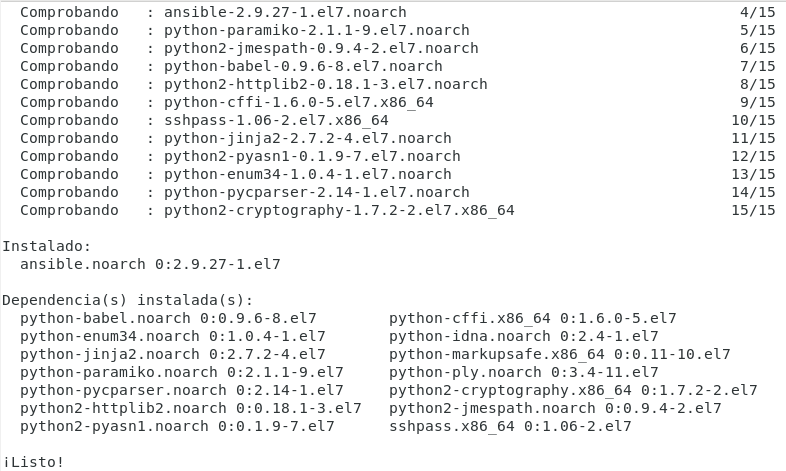 Comprobando : ansible-2.9.27-1.el7.noarch 4/15
Comprobando : python-paramiko-2.1.1-9.el7.noarch 5/15
Comprobando : python2-jmespath-0.9.4-2.el7.noarch 6/15
Comprobando : python-babel-0.9.6-8.el7.noarch 7/15
Comprobando : python2-httplib2-0.18.1-3.el7.noarch 8/15
Comprobando : python-cffi-1.6.0-5.el7.x86_64 9/15
Comprobando : sshpass-1.06-2.el7.x86_64 10/15
Comprobando : python-jinja2-2.7.2-4.el7.noarch 11/15
Comprobando : python2-pyasn1-0.1.9-7.el7.noarch 12/15
Comprobando : python-enum34-1.0.4-1.el7.noarch 13/15
Comprobando : python-pycparser-2.14-1.el7.noarch 14/15
Comprobando : python2-cryptography-1.7.2-2.el7.x86_64 15/15
Instalado:
ansible.noarch 0:2.9.27-1.el7
Dependencia(s) instalada(s):
python-babel.noarch 0:0.9.6-8.el7 python-cffi.x86_64 0:1.6.0-5.el7
python-enum34.noarch 0:1.0.4-1.el7 python-idna.noarch 0:2.4-1.el7
python-jinja2.noarch 0:2.7.2-4.el7 python-markupsafe.x86_64 0:0.11-10.el7
python-paramiko.noarch 0:2.1.1-9.el7 python-ply.noarch 0:3.4-11.el7
python-pycparser.noarch 0:2.14-1.el7 python2-cryptography.x86_64 0:1.7.2-2.el7
python2-httplib2.noarch 0:0.18.1-3.el7 python2-jmespath.noarch 0:0.9.4-2.el7
python2-pyasn1.noarch 0:0.1.9-7.el7 sshpass.x86_64 0:1.06-2.el7
¡Listo!